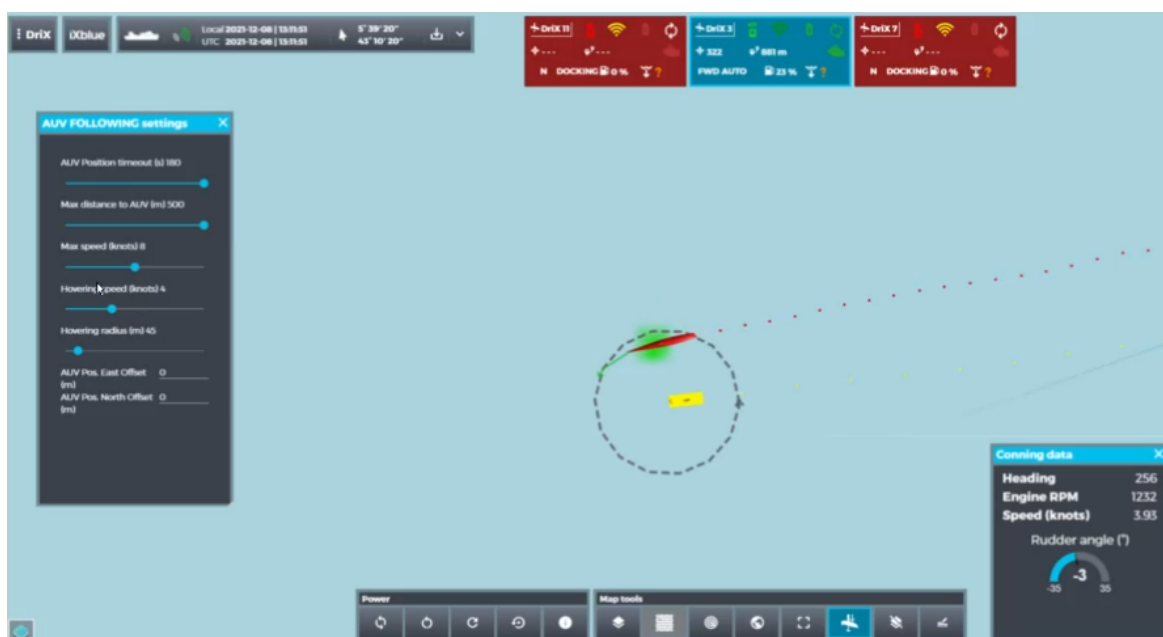 DriX
iXblue
Local 2021-12-06 | 13:11:51
UTC 2021-12-06 | 13:11:51
5° 39' 20"
43° 10' 20"
DriX 11
+ ---
---
N DOCKING 0 %
?
DriX 3
+ 322
681 m
FWD AUTO 23 %
?
DriX 7
+ ---
---
N DOCKING 0 %
?
AUV FOLLOWING settings
AUV Position timeout (s) 180
Max distance to AUV (m) 500
Max speed (knots) 8
Hovering speed (knots) 4
Hovering radius (m) 45
AUV Pos. East Offset 0
(m)
AUV Pos. North Offset 0
(m)
Conning data
Heading 256
Engine RPM 1232
Speed (knots) 3.93
Rudder angle (°)
-3
-35 35
Power
Map tools